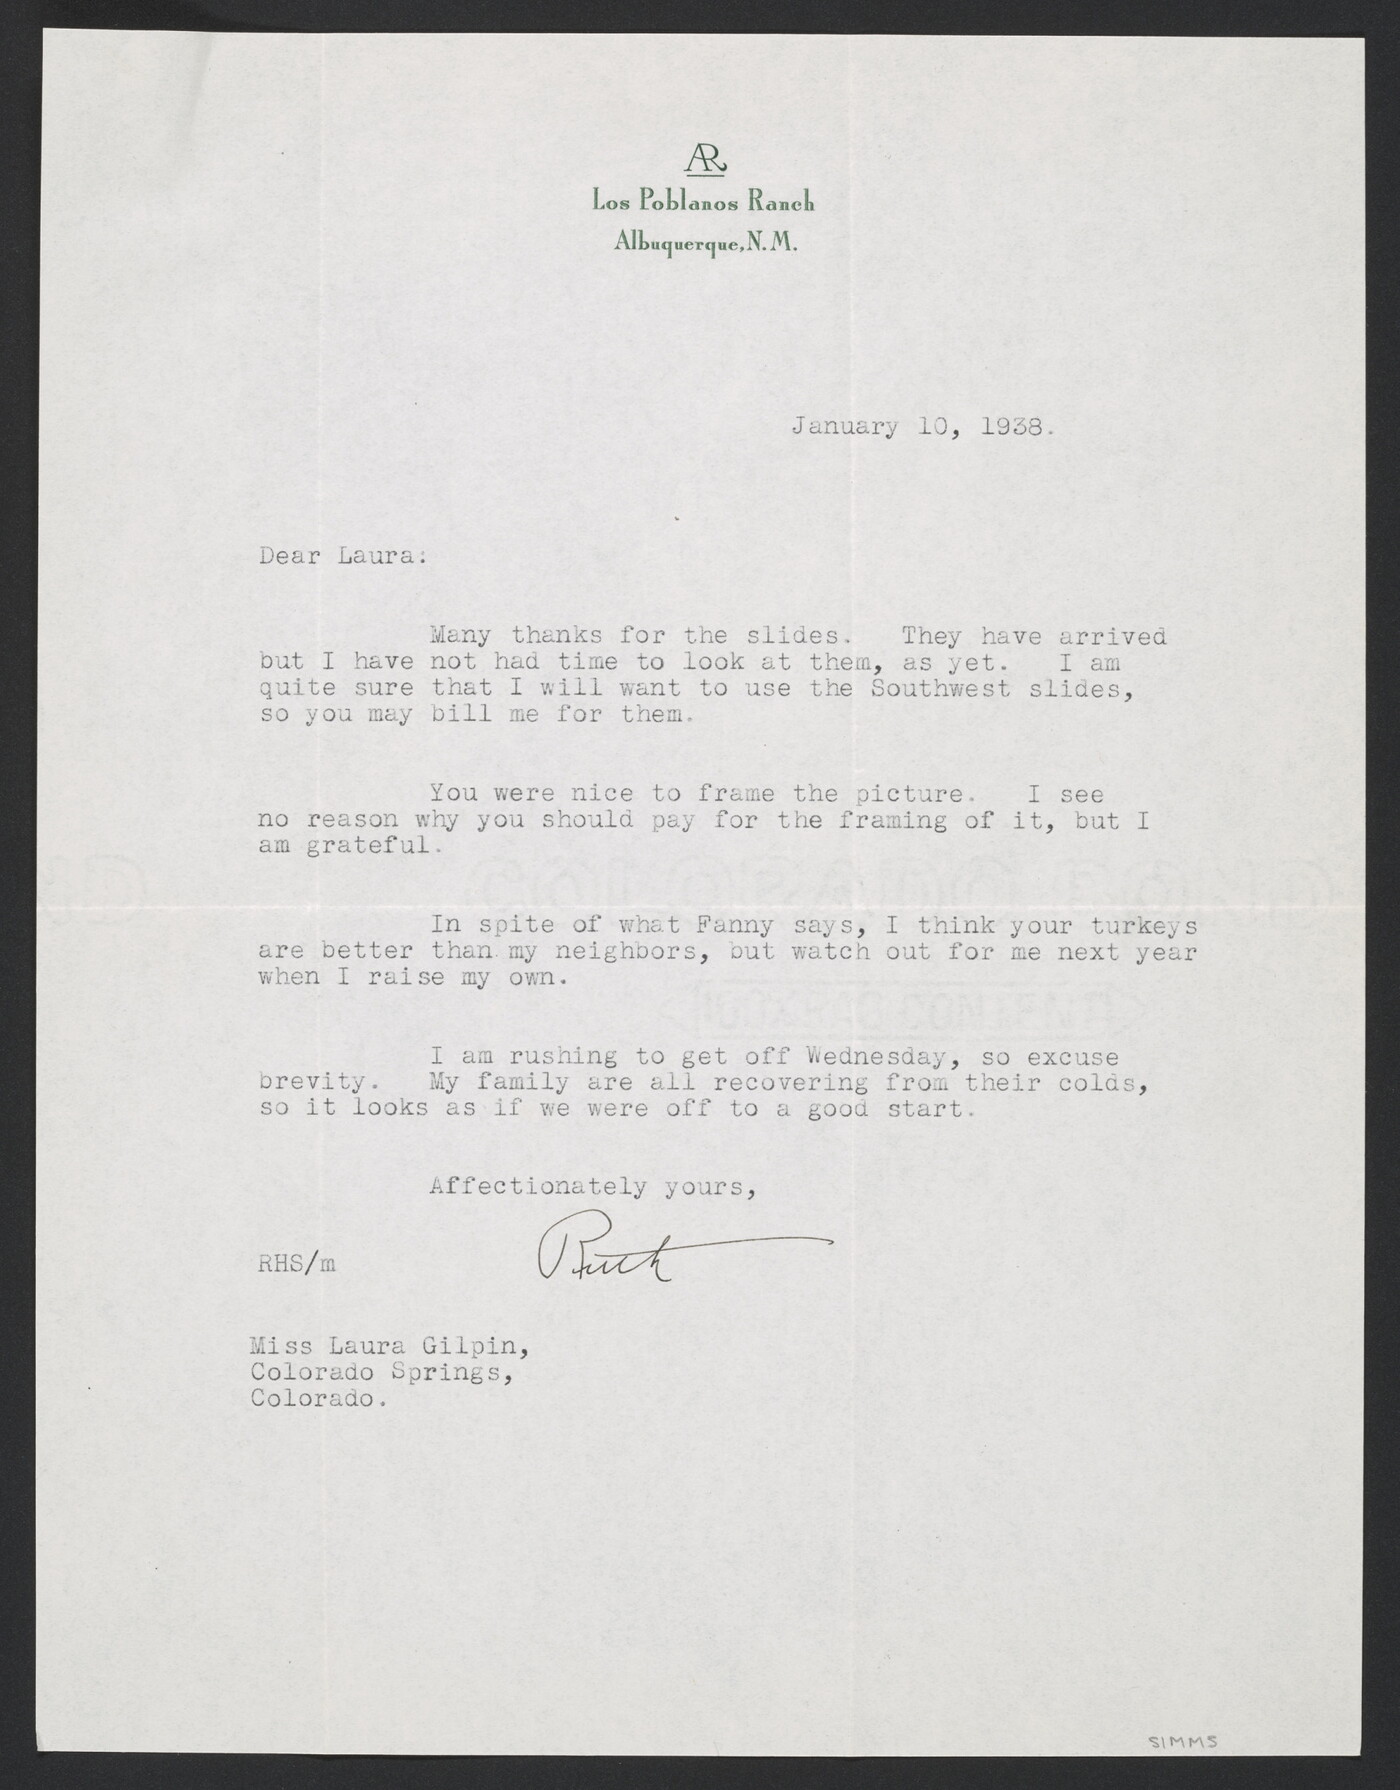 AR
Los Poblanos Ranch
Albuquerque, N. M.
January 10, 1938.
Dear Laura:
Many thanks for the slides. They have arrived
but I have not had time to look at them, as yet. I am
quite sure that I will want to use the Southwest slides,
so you may bill me for them.
You were nice to frame the picture. I see
no reason why you should pay for the framing of it, but I
am grateful.
In spite of what Fanny says, I think your turkeys
are better than my neighbors, but watch out for me next year
when I raise my own.
I am rushing to get off Wednesday, so excuse
brevity. My family are all recovering from their colds,
so it looks as if we were off to a good start.
Affectionately yours,
Ruth
RHS/m
Miss Laura Gilpin,
Colorado Springs,
Colorado.
SIMMS